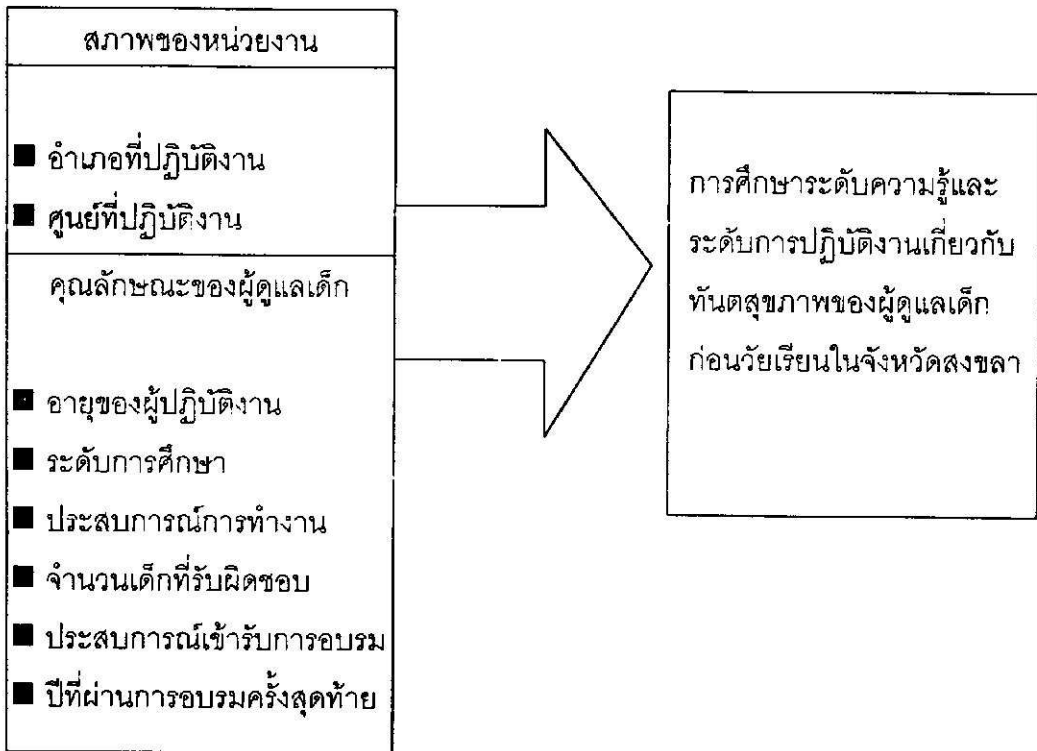 สภาพของหน่วยงาน
■ อำเภอที่ปฏิบัติงาน
■ ศูนย์ที่ปฏิบัติงาน
คุณลักษณะของผู้ดูแลเด็ก
■ อายุของผู้ปฏิบัติงาน
■ ระดับการศึกษา
■ ประสบการณ์การทำงาน
■ จำนวนเด็กที่รับผิดชอบ
■ ประสบการณ์เข้ารับการอบรม
■ ปีที่ผ่านการอบรมครั้งสุดท้าย
การศึกษาระดับความรู้และ
ระดับการปฏิบัติงานเกี่ยวกับ
ทันตสุขภาพของผู้ดูแลเด็ก
ก่อนวัยเรียนในจังหวัดสงขลา